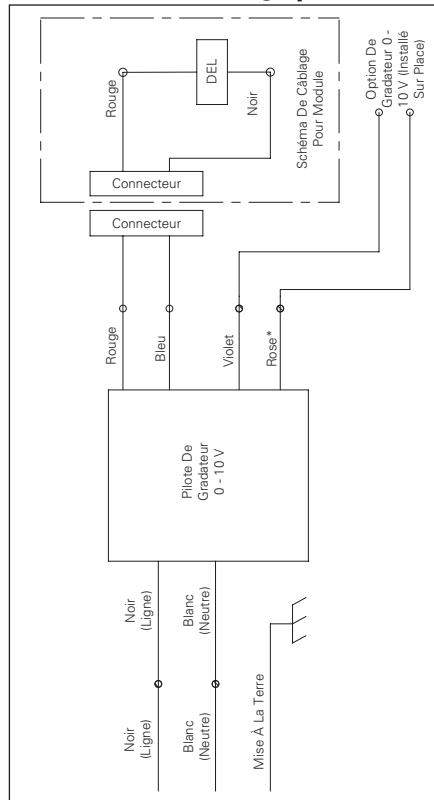 Rouge
DEL
Noir
Schéma De Câblage
Pour Module
Connecteur
Connecteur
Option De
Gradateur 0 -
10 V (Installé
Sur Place)
Rouge
Bleu
Violet
Rose*
Pilote De
Gradateur
0 - 10 V
Noir
(Ligne)
Blanc
(Neutre)
Noir
(Ligne)
Blanc
(Neutre)
Mise À La Terre